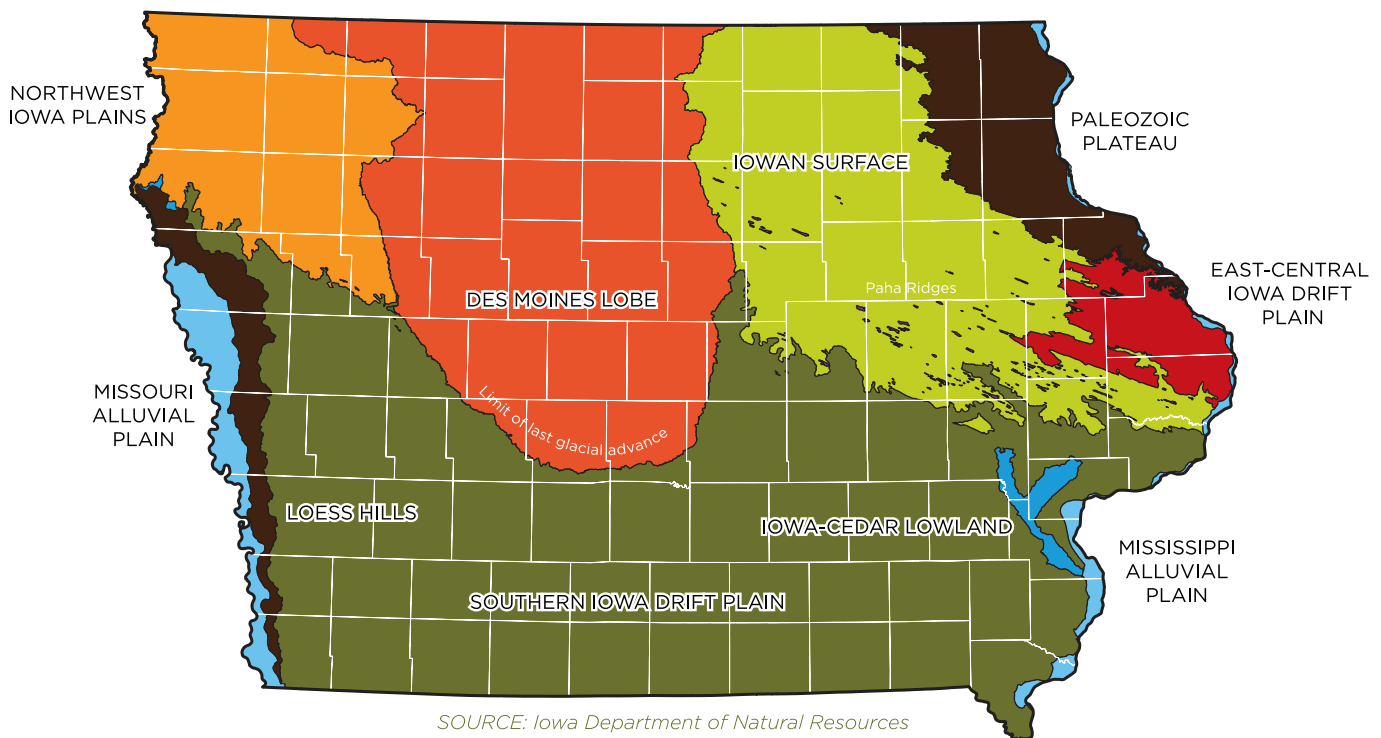 NORTHWEST
IOWA PLAINS
PALEOZOIC
PLATEAU
IOWAN SURFACE
EAST-CENTRAL
IOWA DRIFT
PLAIN
Paha Ridges
DES MOINES LOBE
MISSOURI
ALLUVIAL
PLAIN
Limit of last glacial advance
LOESS HILLS
IOWA-CEDAR LOWLAND
MISSISSIPPI
ALLUVIAL
PLAIN
SOUTHERN IOWA DRIFT PLAIN
SOURCE: Iowa Department of Natural Resources